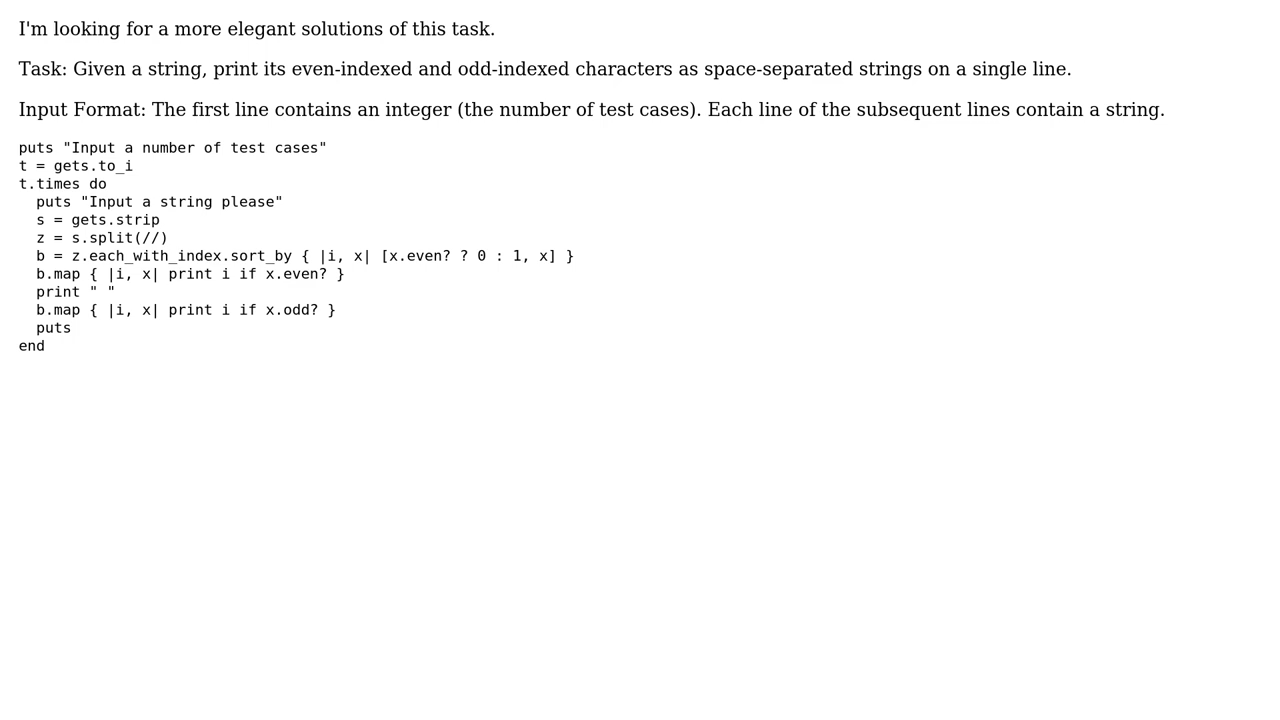 I'm looking for a more elegant solutions of this task.
Task: Given a string, print its even-indexed and odd-indexed characters as space-separated strings on a single line.
Input Format: The first line contains an integer (the number of test cases). Each line of the subsequent lines contain a string.
puts "Input a number of test cases"
t = gets.to_i
t.times do
  puts "Input a string please"
  s = gets.strip
  z = s.split(//)
  b = z.each_with_index.sort_by { |i, x| [x.even? ? 0 : 1, x] }
  b.map { |i, x| print i if x.even? }
  print " "
  b.map { |i, x| print i if x.odd? }
  puts
end